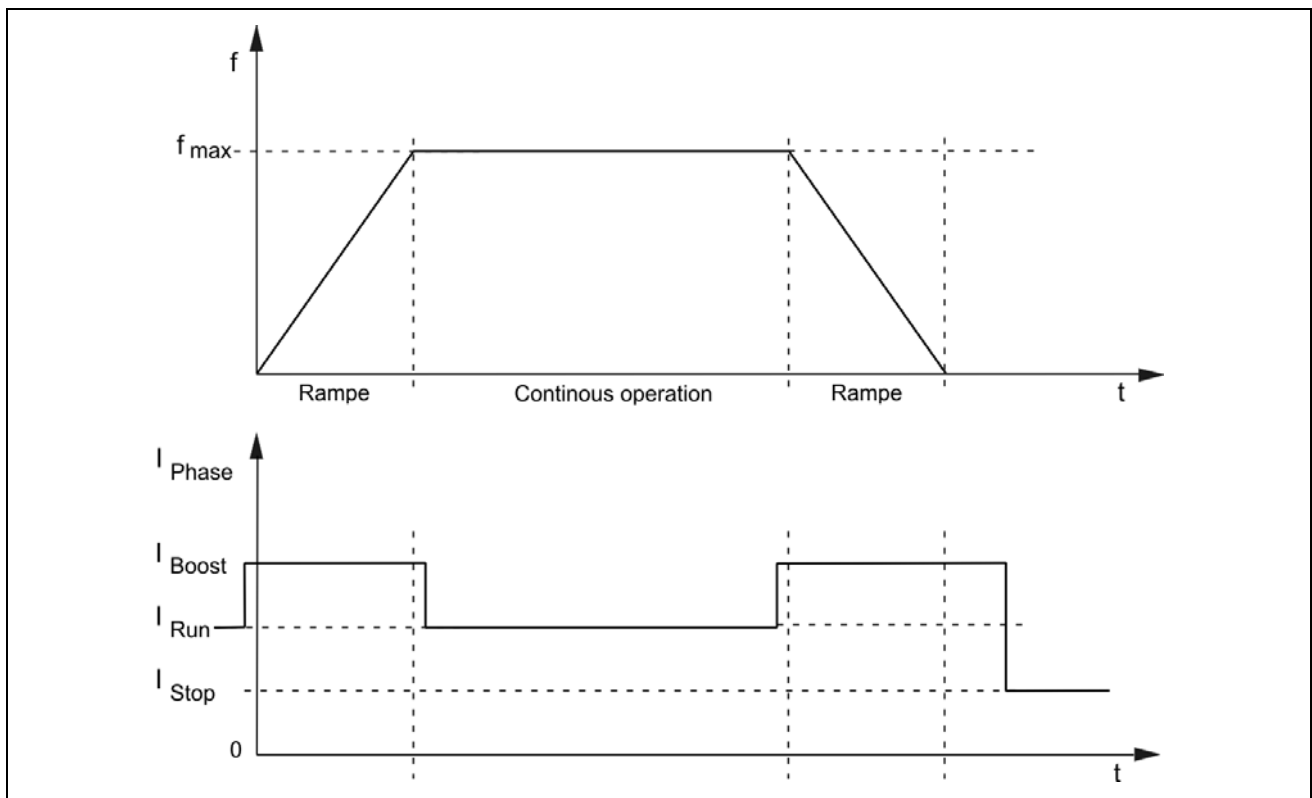 f
f max
Rampe
Continous operation
Rampe
t
I Phase
I Boost
I Run
I Stop
0
t